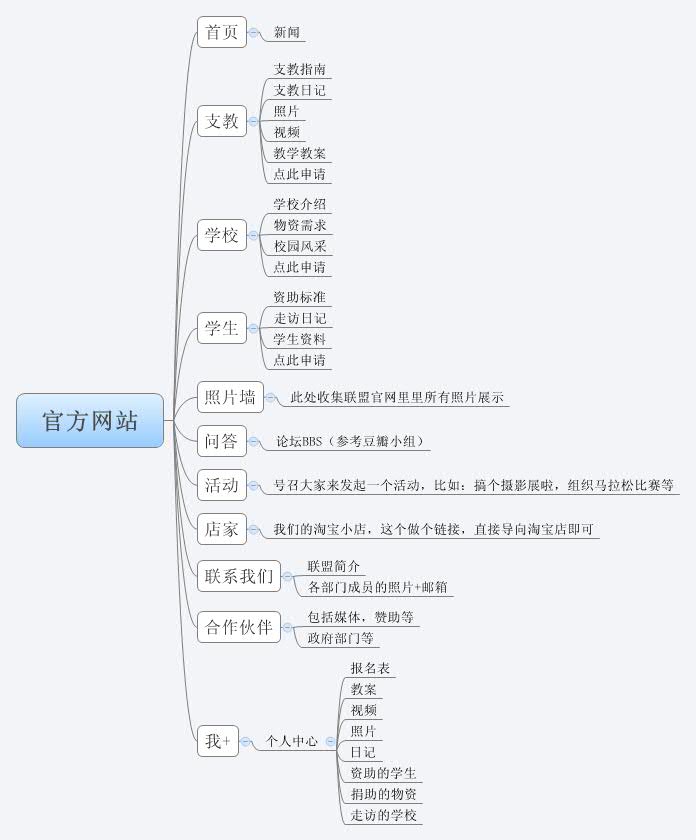 官方网站
首页
新闻
支教
支教指南
支教日记
照片
视频
教学教案
点此申请
学校
学校介绍
物资需求
校园风采
点此申请
学生
资助标准
走访日记
学生资料
点此申请
照片墙
此处收集联盟官网里里所有照片展示
问答
论坛BBS（参考豆瓣小组）
活动
号召大家来发起一个活动，比如：搞个摄影展啦，组织马拉松比赛等
店家
我们的淘宝小店，这个做个链接，直接导向淘宝店即可
联系我们
联盟简介
各部门成员的照片+邮箱
合作伙伴
包括媒体，赞助等
政府部门等
我+
个人中心
报名表
教案
视频
照片
日记
资助的学生
捐助的物资
走访的学校